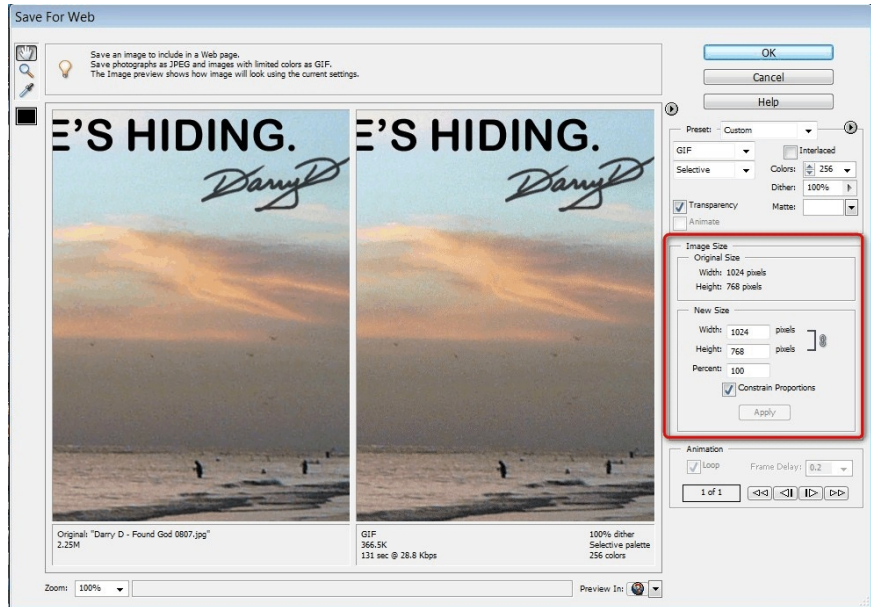 Save For Web
Save an image to include in a Web page.
Save photographs as JPEG and images with limited colors as GIF.
The Image preview shows how image will look using the current settings.
OK
Cancel
Help
E'S HIDING.
Darry D
E'S HIDING.
Darry D
Preset: Custom
GIF
Interlaced
Selective
Colors: 256
Dither: 100%
Transparency
Matte:
Animate
Image Size
Original Size
Width: 1024 pixels
Height: 768 pixels
New Size
Width: 1024 pixels
Height: 768 pixels
Percent: 100
Constrain Proportions
Apply
Animation
Loop
Frame Delay: 0.2
1 of 1
Original: "Darry D - Found God 0807.jpg"
2.25M
GIF
366.5K
131 sec @ 28.8 Kbps
100% dither
Selective palette
256 colors
Zoom: 100%
Preview In: